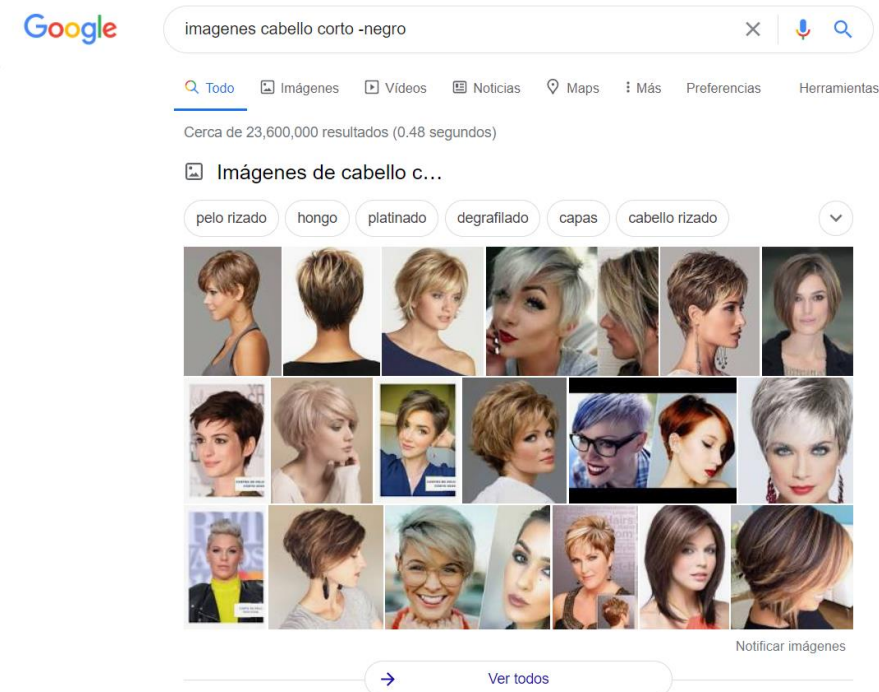 Google
imagenes cabello corto -negro
Todo Imágenes Vídeos Noticias Maps Más Preferencias Herramientas
Cerca de 23,600,000 resultados (0.48 segundos)
Imágenes de cabello c...
pelo rizado hongo platinado degrafilado capas cabello rizado
Notificar imágenes
Ver todos